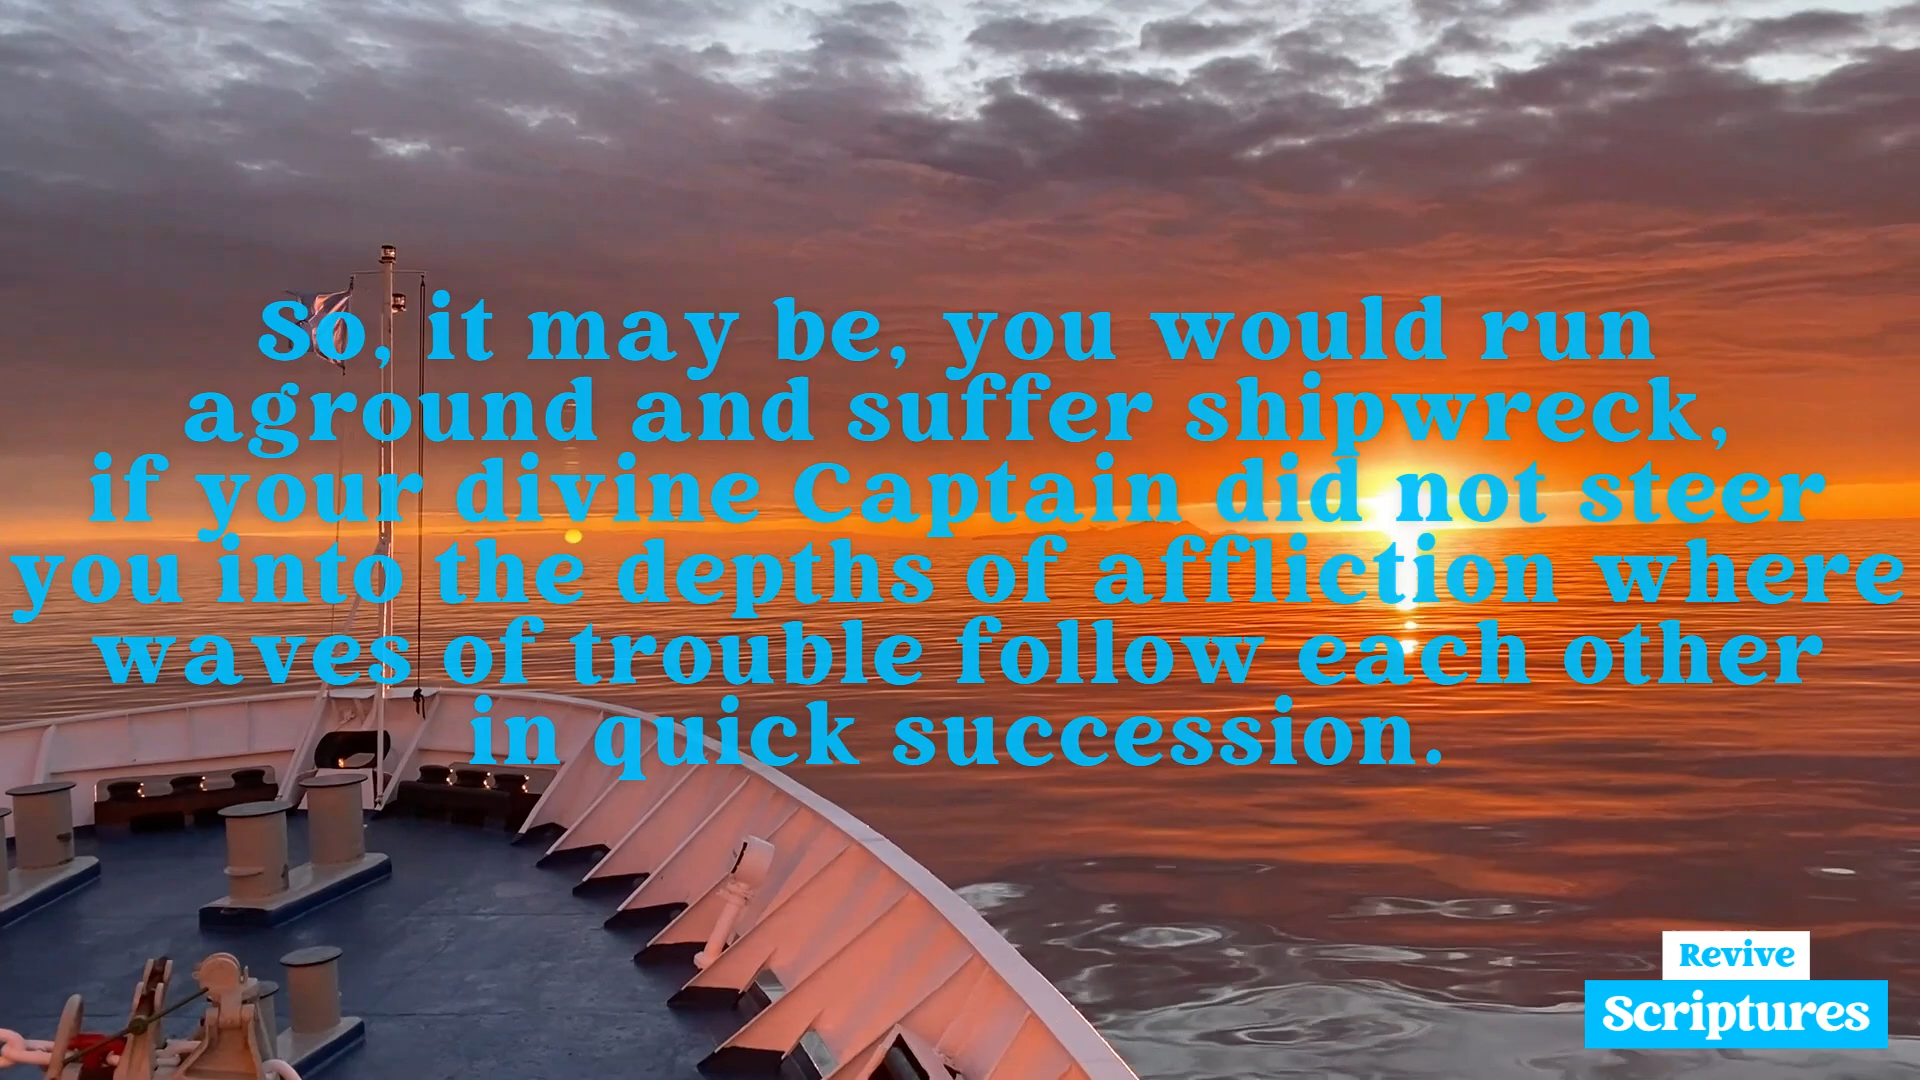 So, it may be, you would run
aground and suffer shipwreck,
if your divine Captain did not steer
you into the depths of affliction where
waves of trouble follow each other
in quick succession.
Revive
Scriptures